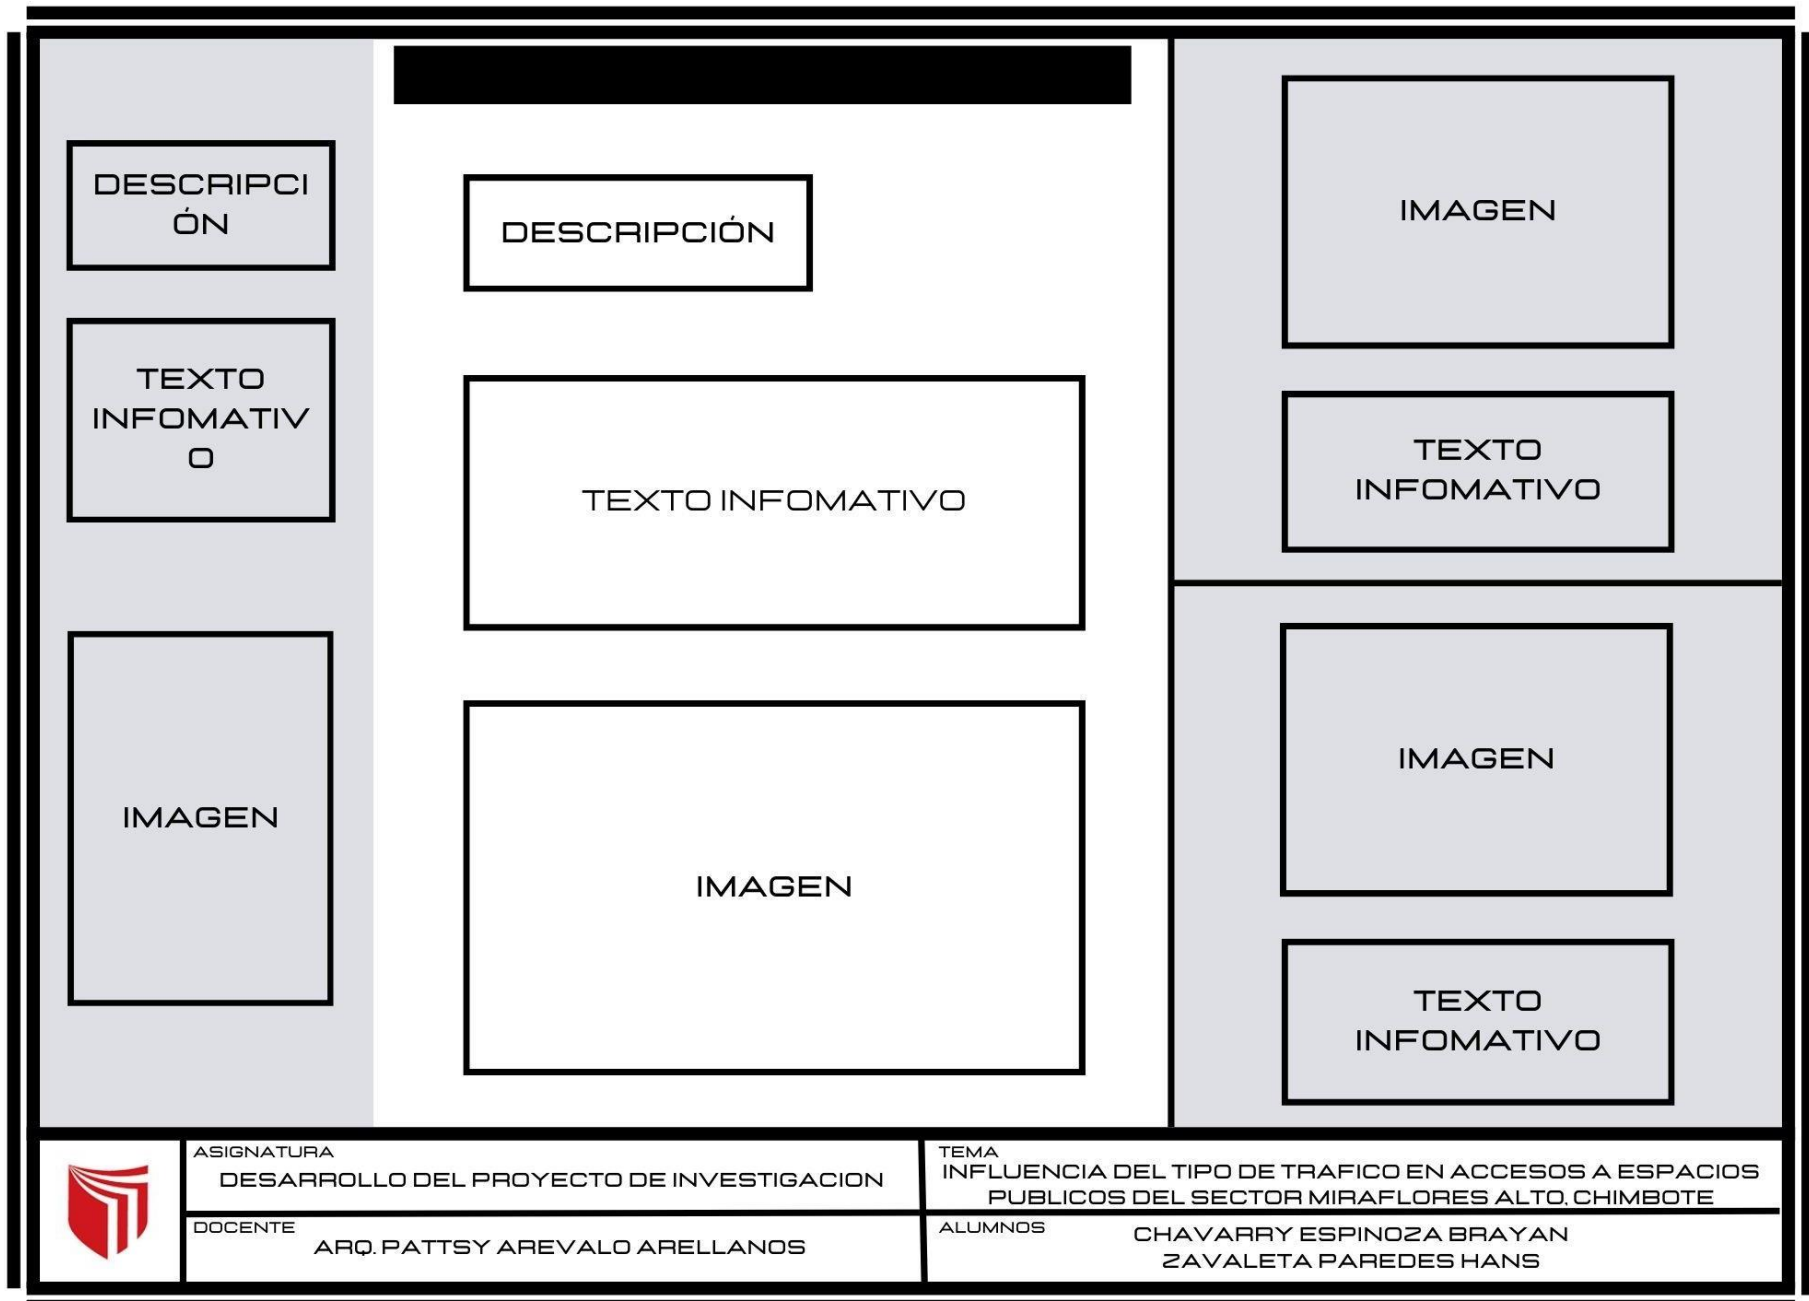 DESCRIPCI
ÓN
TEXTO
INFOMATIV
O
IMAGEN
DESCRIPCIÓN
TEXTO INFOMATIVO
IMAGEN
IMAGEN
TEXTO
INFOMATIVO
IMAGEN
TEXTO
INFOMATIVO
ASIGNATURA
DESARROLLO DEL PROYECTO DE INVESTIGACION
DOCENTE
ARQ. PATTSY AREVALO ARELLANOS
TEMA
INFLUENCIA DEL TIPO DE TRAFICO EN ACCESOS A ESPACIOS
PUBLICOS DEL SECTOR MIRAFLORES ALTO, CHIMBOTE
ALUMNOS
CHAVARRY ESPINOZA BRAYAN
ZAVALETA PAREDES HANS